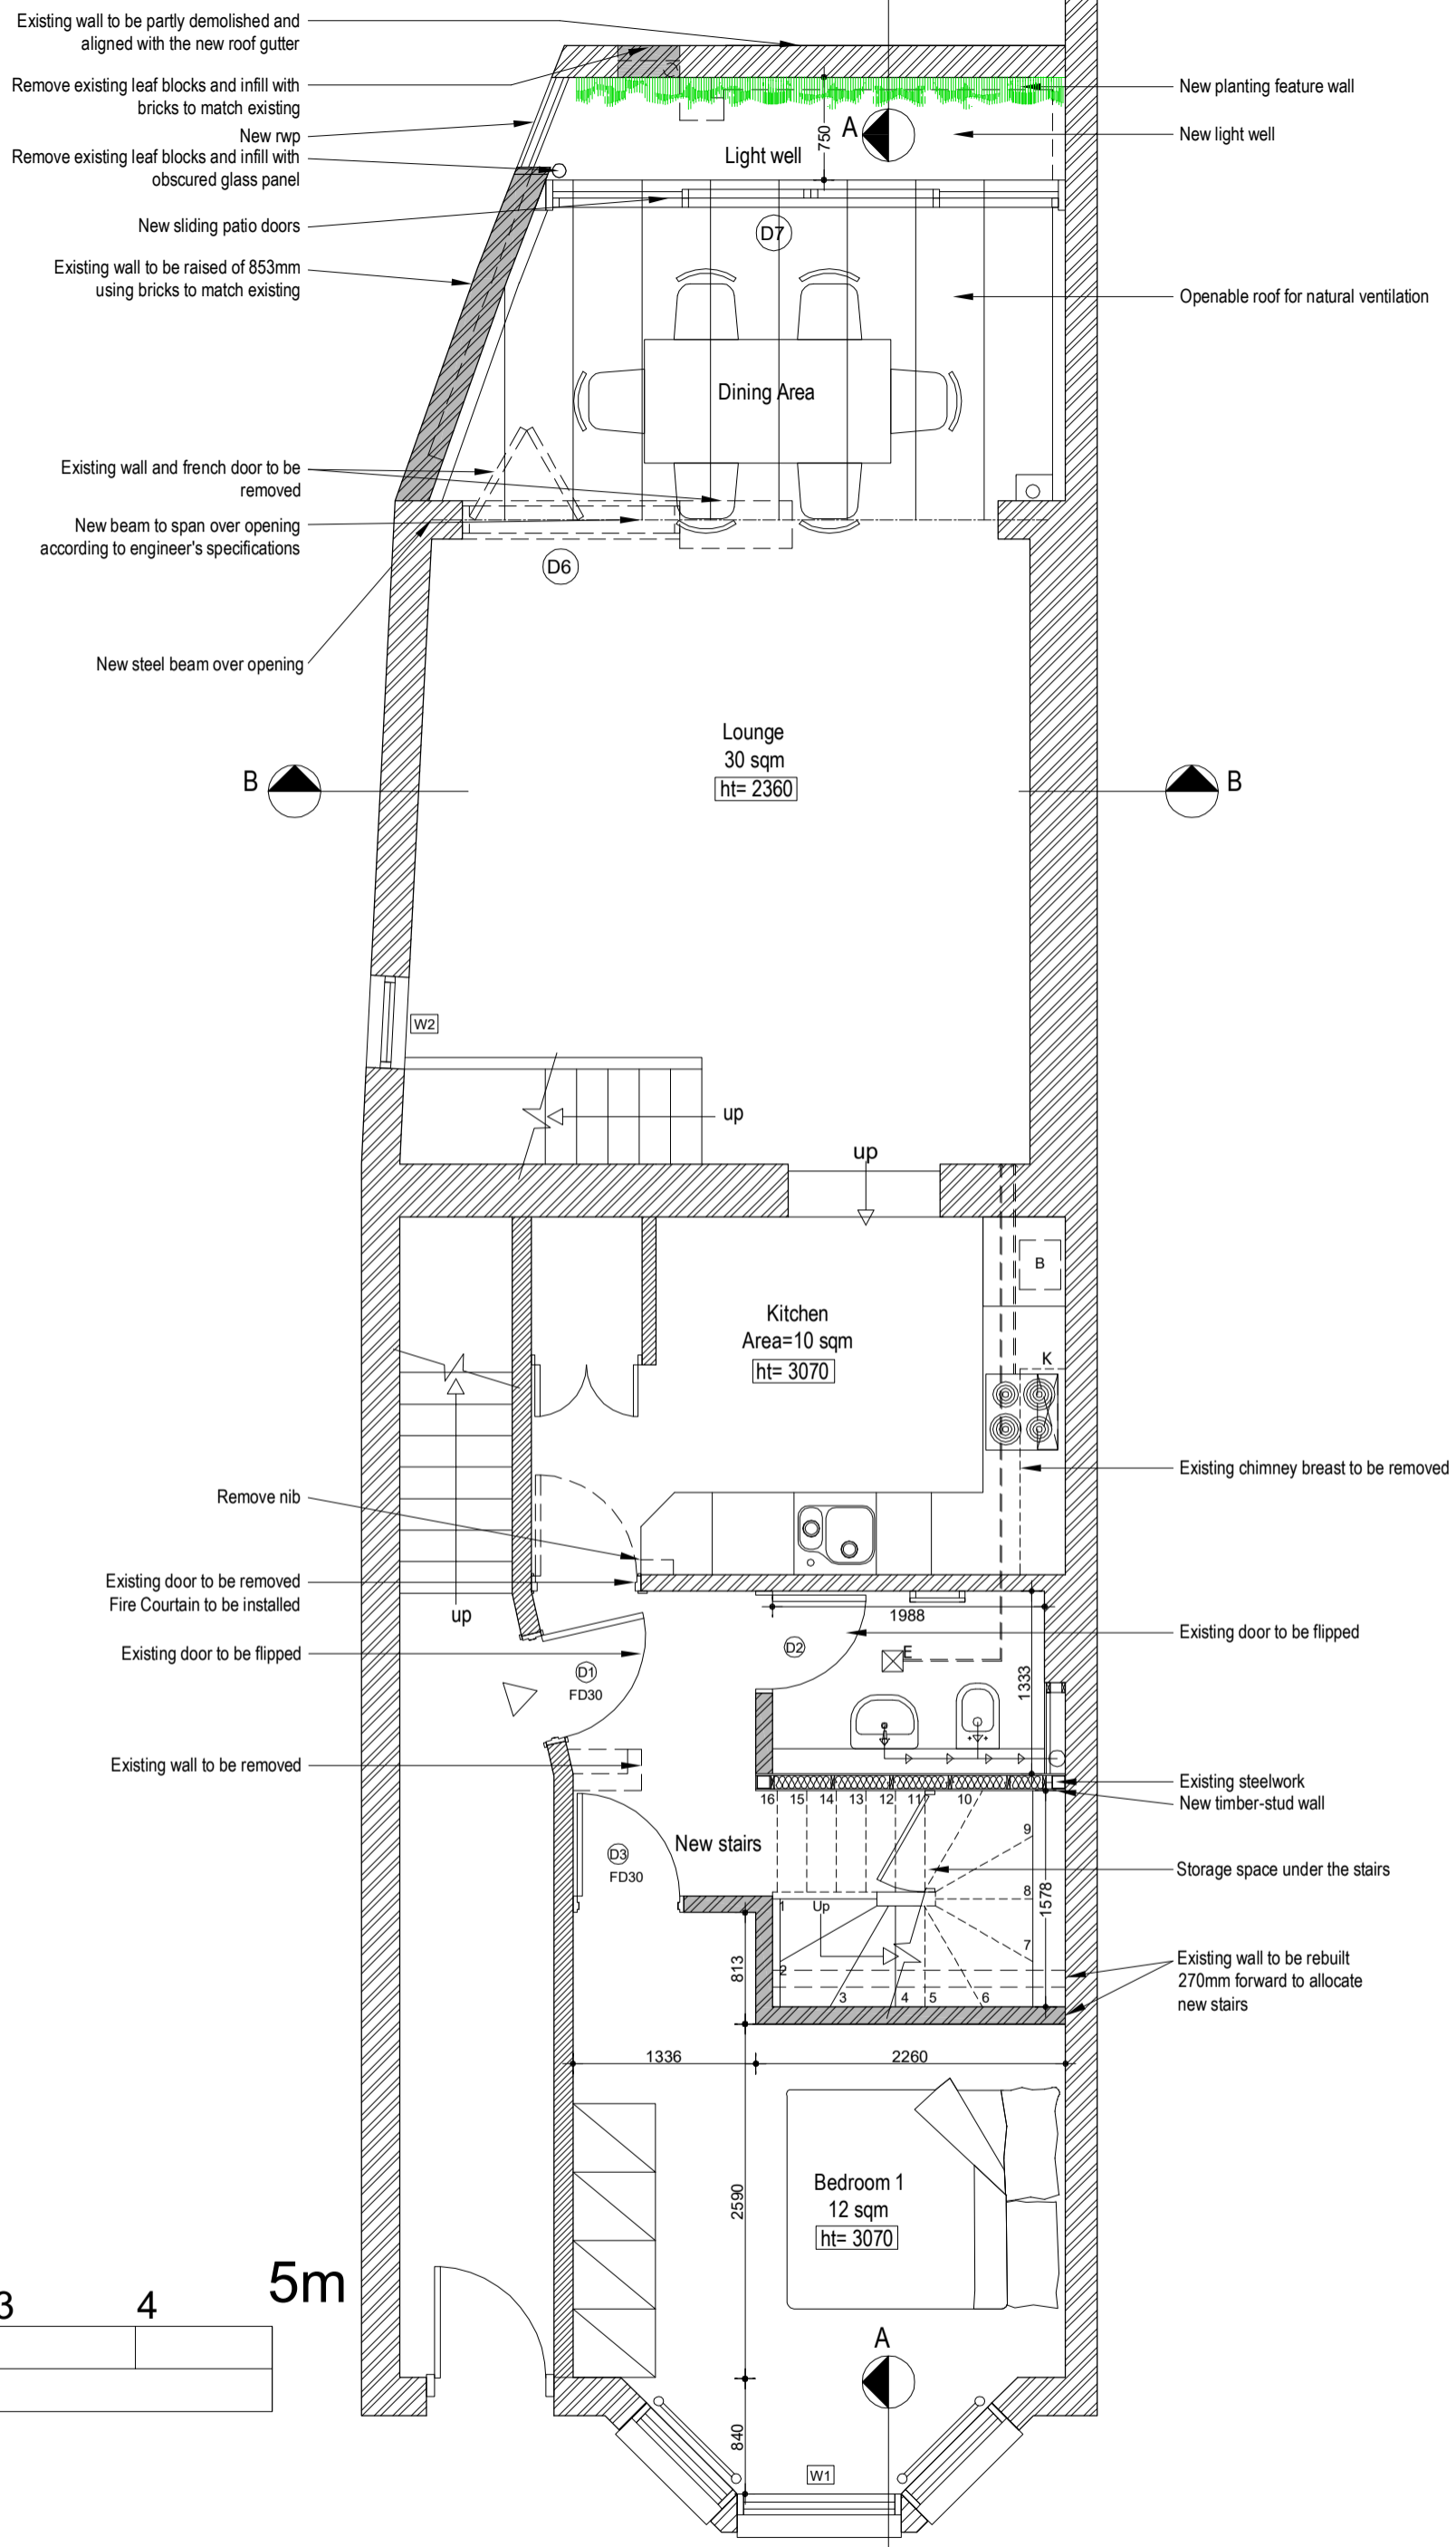 Existing wall to be partly demolished and
aligned with the new roof gutter
Remove existing leaf blocks and infill with
bricks to match existing
New rwp
Remove existing leaf blocks and infill with
obscured glass panel
New sliding patio doors
Existing wall to be raised of 853mm
using bricks to match existing
Existing wall and french door to be
removed
New beam to span over opening
according to engineer's specifications
New steel beam over opening
New planting feature wall
New light well
Openable roof for natural ventilation
A
750
Light well
D7
Dining Area
D6
Lounge
30 sqm
ht= 2360
B
B
W2
up
up
Kitchen
Area=10 sqm
ht= 3070
B
K
Existing chimney breast to be removed
Remove nib
Existing door to be removed
Fire Curtain to be installed
Existing door to be flipped
up
D1
FD30
Existing wall to be removed
1988
D2
E
1333
Existing door to be flipped
Existing steelwork
New timber-stud wall
16 15 14 13 12 11 10
9
8
7
6
5
4
3
2
1
Up
New stairs
D3
FD30
Storage space under the stairs
1578
Existing wall to be rebuilt
270mm forward to allocate
new stairs
813
1336
2260
2590
Bedroom 1
12 sqm
ht= 3070
5m
3
4
A
840
W1